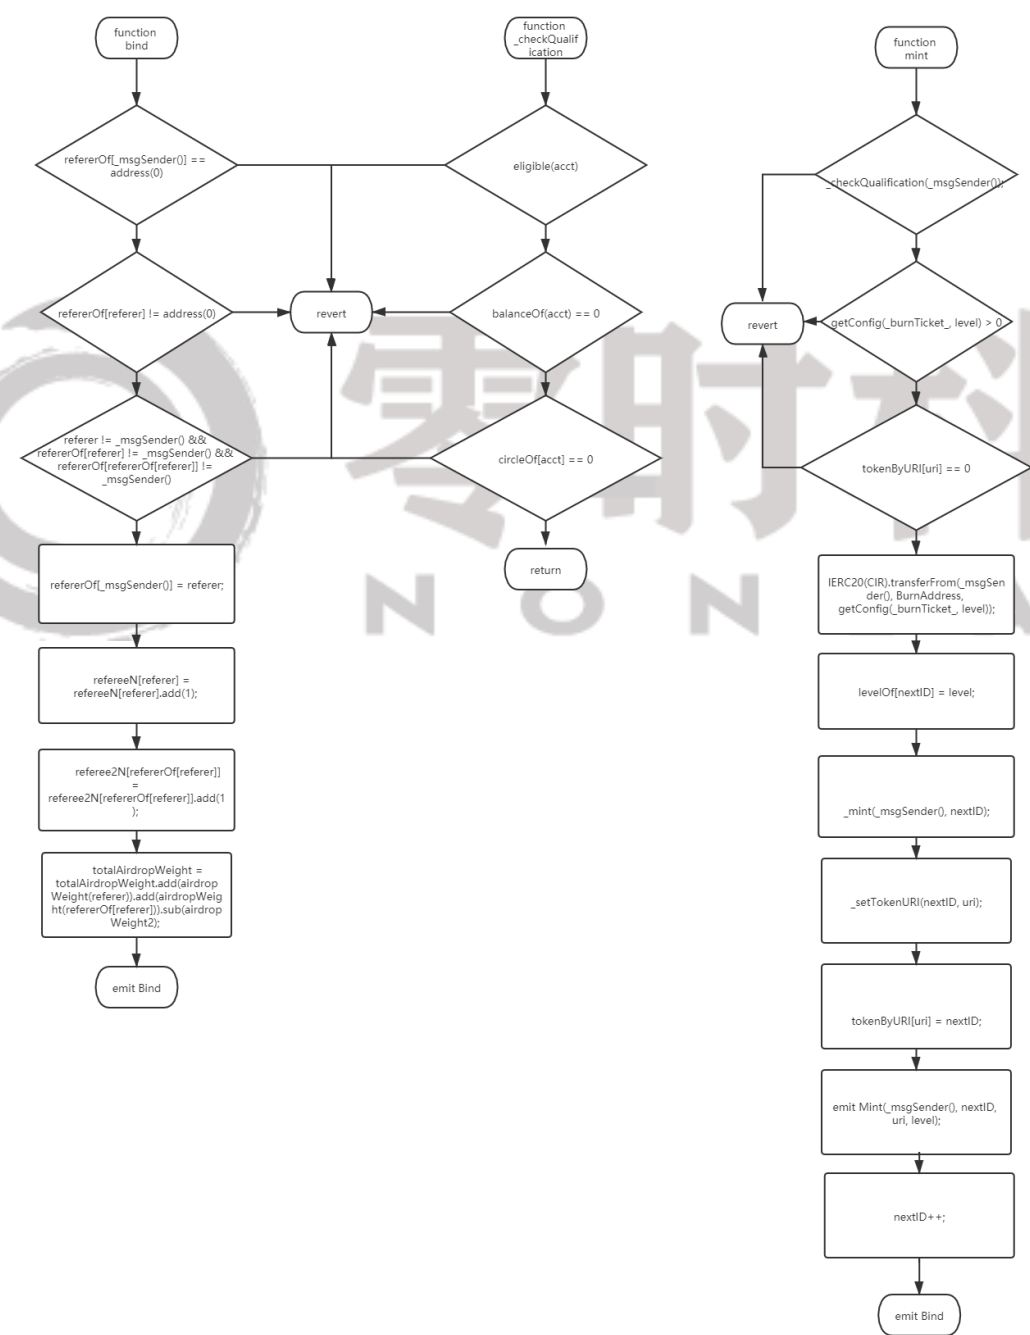 function
bind
refererOf[_msgSender()] ==
address(0)
refererOf[referer] != address(0)
referer != _msgSender() &&
refererOf[referer] != _msgSender() &&
refererOf[refererOf[referer]] !=
_msgSender()
refererOf[_msgSender()] = referer;
refereeN[referer] =
refereeN[referer].add(1);
referee2N[refererOf[referer]]
=
referee2N[refererOf[referer]].add(1
);
totalAirdropWeight =
totalAirdropWeight.add(airdrop
Weight(referer)).add(airdropWeig
ht(refererOf[referer])).sub(airdrop
Weight2);
emit Bind
function
_checkQualif
ication
eligible(acct)
revert
balanceOf(acct) == 0
circleOf[acct] == 0
return
function
mint
_checkQualification(_msgSender());
revert
getConfig(_burnTicket_, level) > 0
tokenByURI[uri] == 0
IERC20(CIR).transferFrom(_msgSen
der(), BurnAddress,
getConfig(_burnTicket_, level));
levelOf[nextID] = level;
_mint(_msgSender(), nextID);
_setTokenURI(nextID, uri);
tokenByURI[uri] = nextID;
emit Mint(_msgSender(), nextID,
uri, level);
nextID++;
emit Bind
零时科
NON